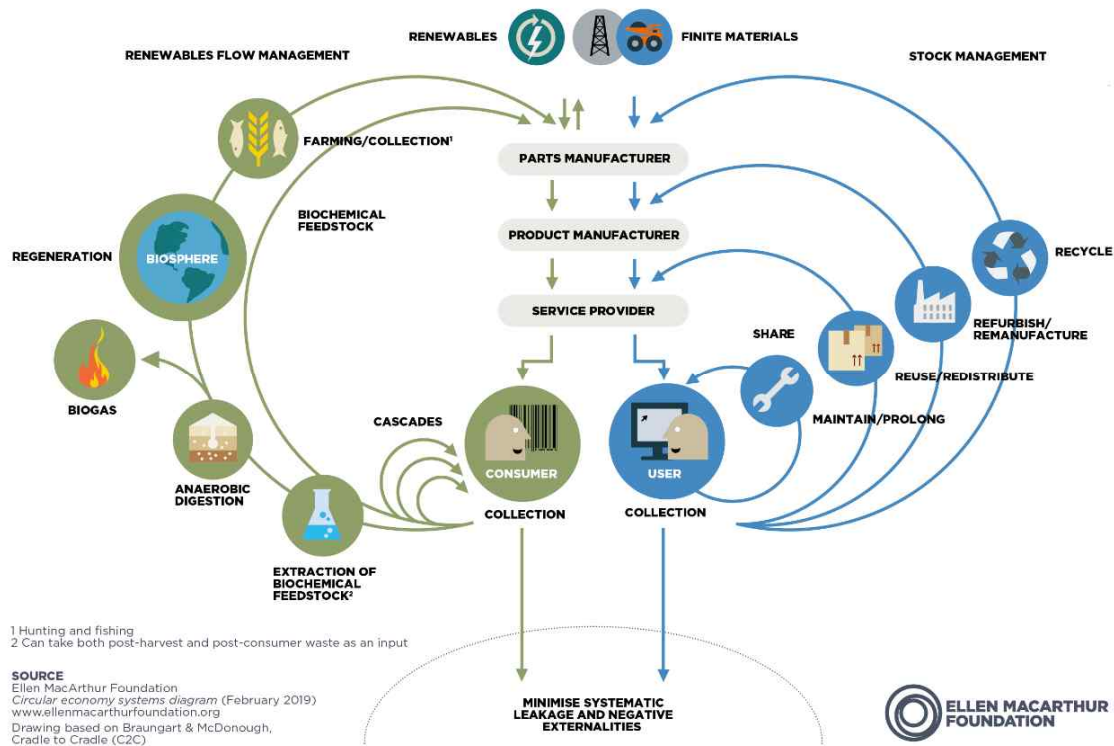 RENEWABLES
FINITE MATERIALS
RENEWABLES FLOW MANAGEMENT
STOCK MANAGEMENT
FARMING/COLLECTION¹
PARTS MANUFACTURER
BIOCHEMICAL
FEEDSTOCK
PRODUCT MANUFACTURER
REGENERATION
BIOSPHERE
RECYCLE
SERVICE PROVIDER
SHARE
REFURBISH/
REMANUFACTURE
REUSE/REDISTRIBUTE
BIOGAS
CASCADES
MAINTAIN/PROLONG
CONSUMER
USER
ANAEROBIC
DIGESTION
COLLECTION
COLLECTION
EXTRACTION OF
BIOCHEMICAL
FEEDSTOCK²
1 Hunting and fishing
2 Can take both post-harvest and post-consumer waste as an input
SOURCE
Ellen MacArthur Foundation
Circular economy systems diagram (February 2019)
www.ellenmacarthurfoundation.org
Drawing based on Braungart & McDonough,
Cradle to Cradle (C2C)
MINIMISE SYSTEMATIC
LEAKAGE AND NEGATIVE
EXTERNALITIES
ELLEN MACARTHUR
FOUNDATION